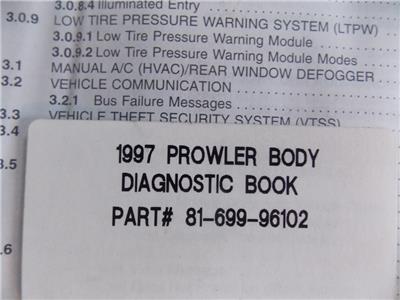 3.0.8.4 Illuminated Entry
3.0.9 LOW TIRE PRESSURE WARNING SYSTEM (LTPW)
3.0.9.1 Low Tire Pressure Warning Module
3.0.9.2 Low Tire Pressure Warning Module Modes
3.1 MANUAL A/C (HVAC)/REAR WINDOW DEFOGGER
3.2 VEHICLE COMMUNICATION
3.2.1 Bus Failure Messages
3.3 VEHICLE THEFT SECURITY SYSTEM (VTSS)
3.4
3.5
.6
1997 PROWLER BODY
DIAGNOSTIC BOOK
PART# 81-699-96102